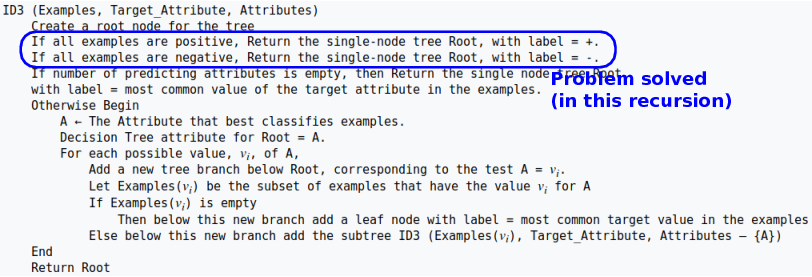 ID3 (Examples, Target_Attribute, Attributes)
Create a root node for the tree
If all examples are positive, Return the single-node tree Root, with label = +.
If all examples are negative, Return the single-node tree Root, with label = -.
If number of predicting attributes is empty, then Return the single node tree Root,
with label = most common value of the target attribute in the examples.
Otherwise Begin
A ← The Attribute that best classifies examples.
Decision Tree attribute for Root = A.
For each possible value, vᵢ, of A,
Add a new tree branch below Root, corresponding to the test A = vᵢ.
Let Examples(vᵢ) be the subset of examples that have the value vᵢ for A
If Examples(vᵢ) is empty
Then below this new branch add a leaf node with label = most common target value in the examples
Else below this new branch add the subtree ID3 (Examples(vᵢ), Target_Attribute, Attributes – {A})
End
Return Root
Problem solved
(in this recursion)